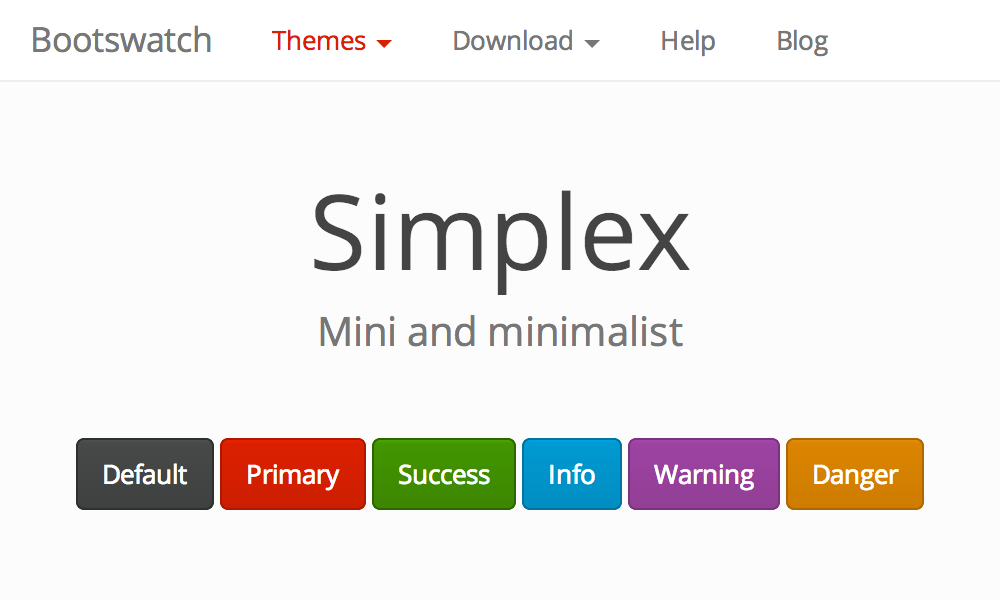 Bootswatch Themes Download Help Blog
Simplex
Mini and minimalist
Default Primary Success Info Warning Danger